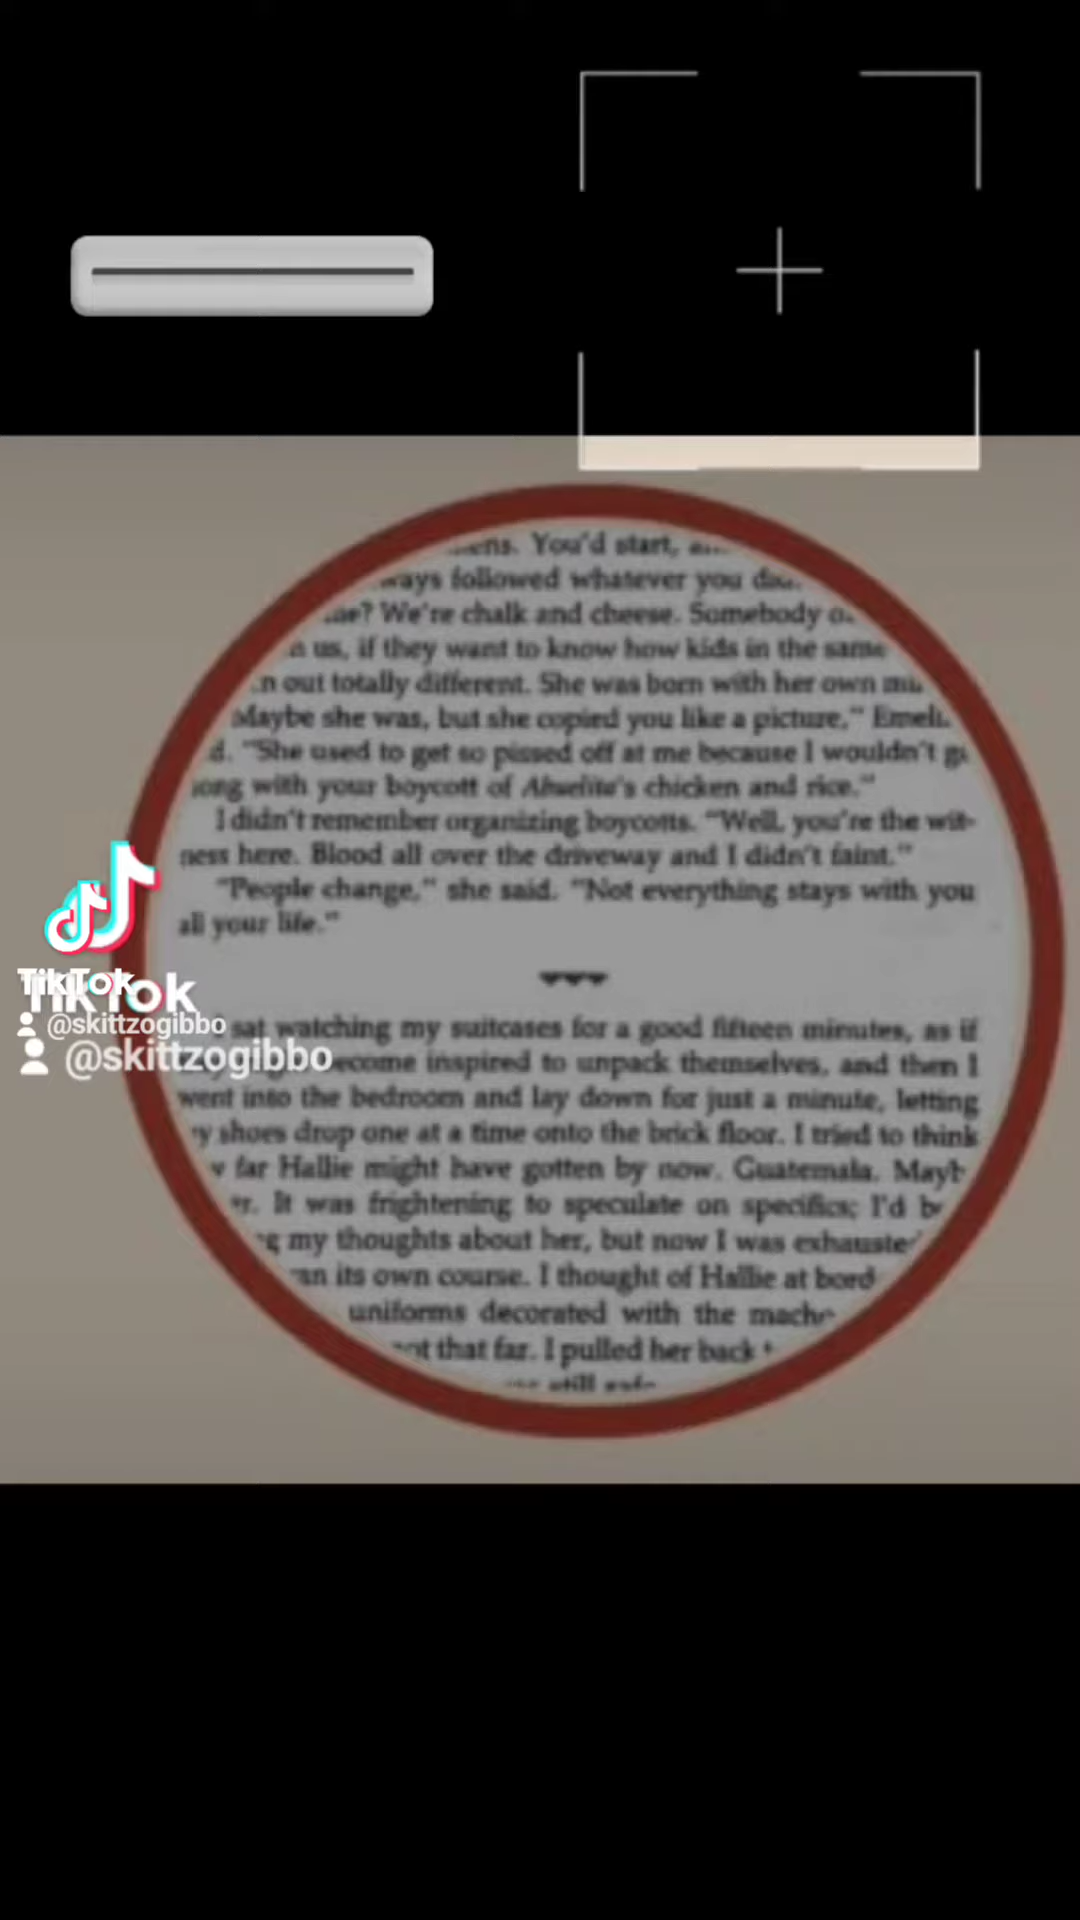 You'd start,
followed whatever you
We're chalk and cheese. Somebody
us, if they want to know how kids in the same
out totally different. She was born with her own
Maybe she was, but she copied you like a picture,"
"She used to get so pissed off at me because I wouldn't
with your boycott of Abuelita's chicken and rice."
I didn't remember organizing boycotts. "Well, you're the wit-
ness here. Blood all over the driveway and I didn't faint."
"People change," she said. "Not everything stays with you
all your life."
sat watching my suitcases for a good fifteen minutes, as if
become inspired to unpack themselves, and then I
went into the bedroom and lay down for just a minute, letting
shoes drop one at a time onto the brick floor. I tried to think
far Hallie might have gotten by now. Guatemala.
It was frightening to speculate on specifics; I'd
my thoughts about her, but now I was
its own course. I thought of Hallie at
uniforms decorated with the
that far. I pulled her back
still
TikTok
@skittzogibbo
TikTok
@skittzogibbo